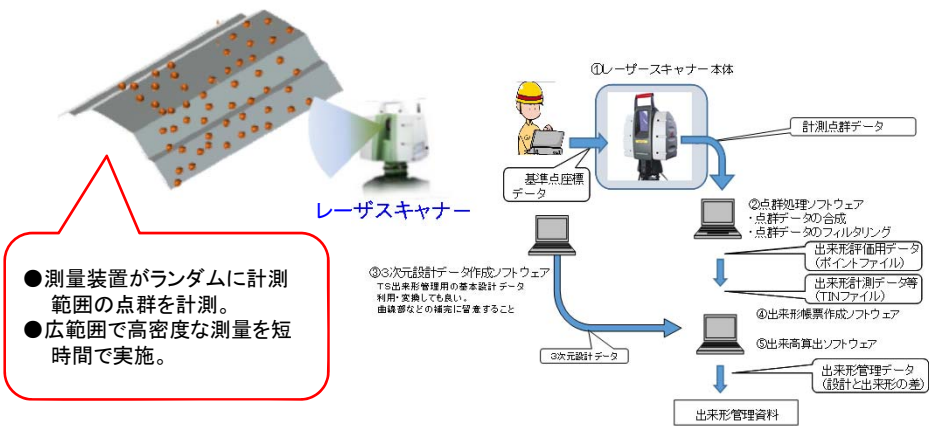 レーザスキャナー
●測量装置がランダムに計測
範囲の点群を計測。
●広範囲で高密度な測量を短
時間で実施。
①レーザースキャナー本体
計測点群データ
基準点座標
データ
②点群処理ソフトウェア
・点群データの合成
・点群データのフィルタリング
出来形評価用データ
(ポイントファイル)
出来形計測データ等
(TINファイル)
③3次元設計データ作成ソフトウェア
TS出来形管理用の基本設計データ
利用・変換しても良い。
曲線部などの補完に留意すること
3次元設計データ
④出来形帳票作成ソフトウェア
⑤出来高算出ソフトウェア
出来形管理データ
(設計と出来形の差)
出来形管理資料